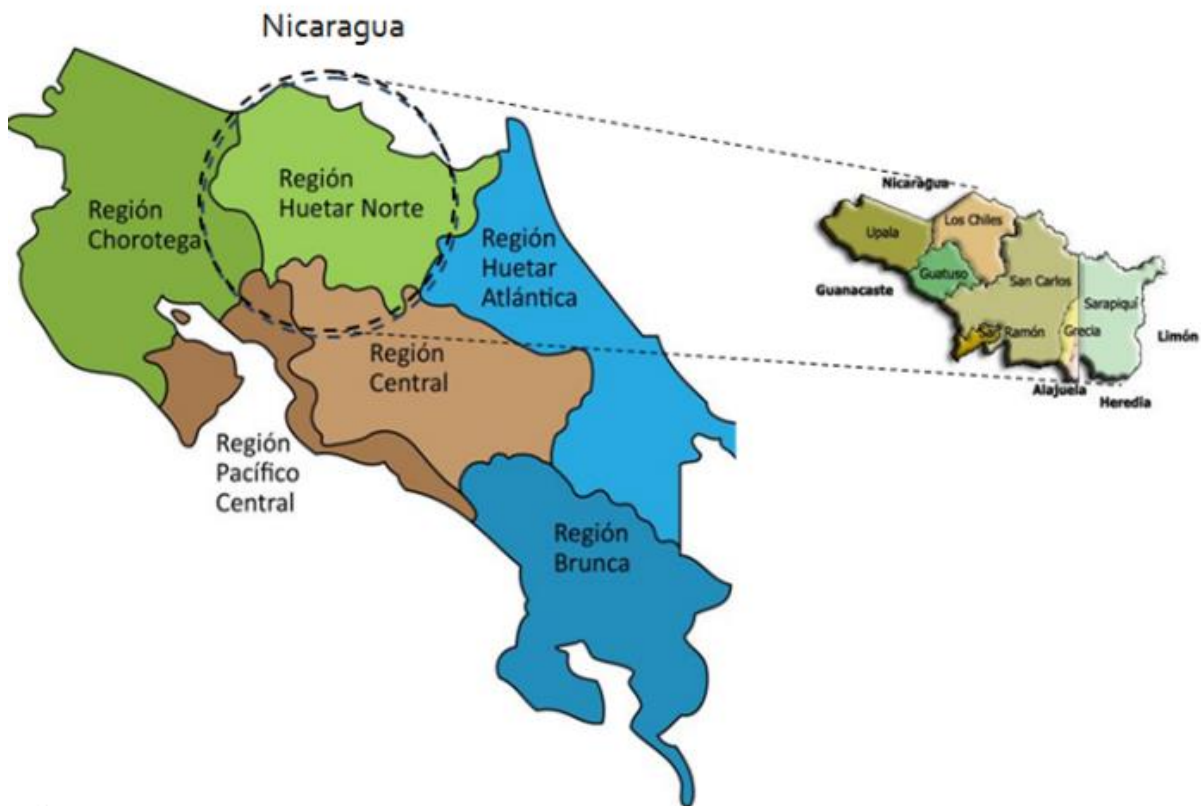 Nicaragua
Región
Huetar Norte
Región
Chorotega
Región
Huetar
Atlántica
Región
Central
Región
Pacífico
Central
Región
Brunca
Nicaragua
Los Chiles
Upala
Guatuso
San Carlos
Guanacaste
Sarapiquí
San Ramón
Grecia
Limón
Alajuela
Heredia